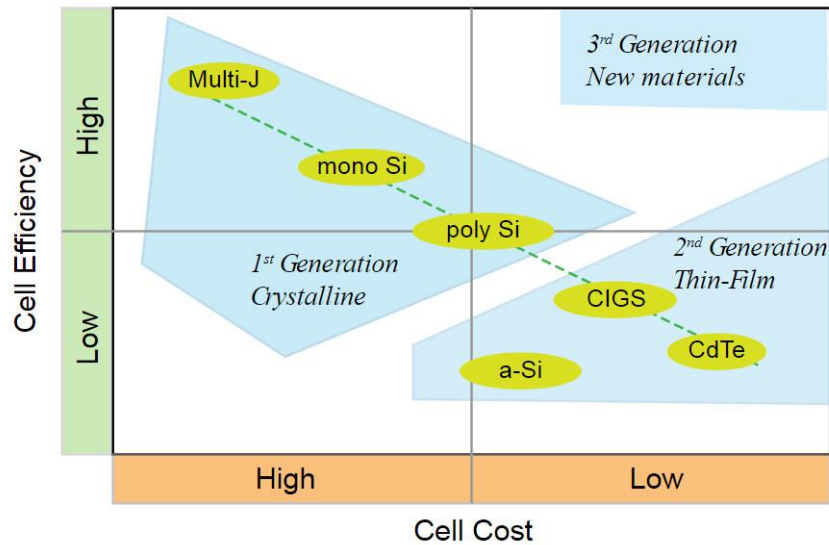 3rd Generation
New materials
Multi-J
mono Si
poly Si
1st Generation
Crystalline
2nd Generation
Thin-Film
CIGS
CdTe
a-Si
High
Low
Cell Efficiency
High
Low
Cell Cost